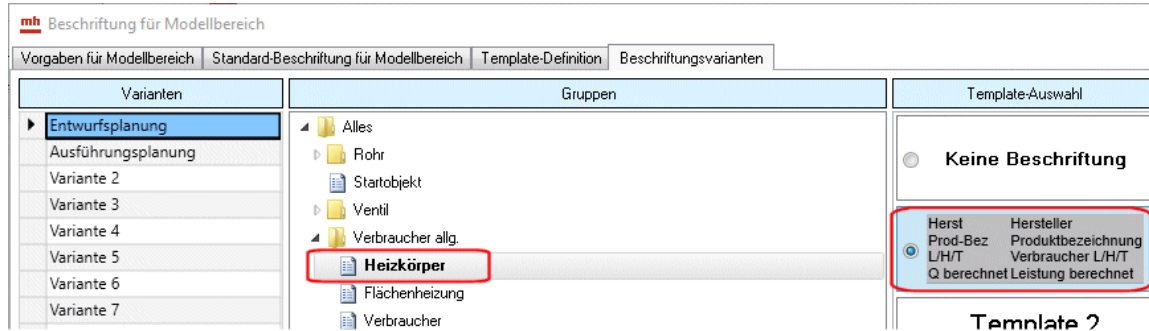 mh Beschriftung für Modellbereich
Vorgaben für Modellbereich Standard-Beschriftung für Modellbereich Template-Definition Beschriftungsvarianten
Varianten Gruppen Template-Auswahl
Entwurfsplanung
Ausführungsplanung
Variante 2
Variante 3
Variante 4
Variante 5
Variante 6
Variante 7
Alles
Rohr
Startobjekt
Ventil
Verbraucher allg.
Heizkörper
Flächenheizung
Verbraucher
Keine Beschriftung
Herst Hersteller
Prod-Bez Produktbezeichnung
L/H/T Verbraucher L/H/T
Q berechnet Leistung berechnet
Template 2